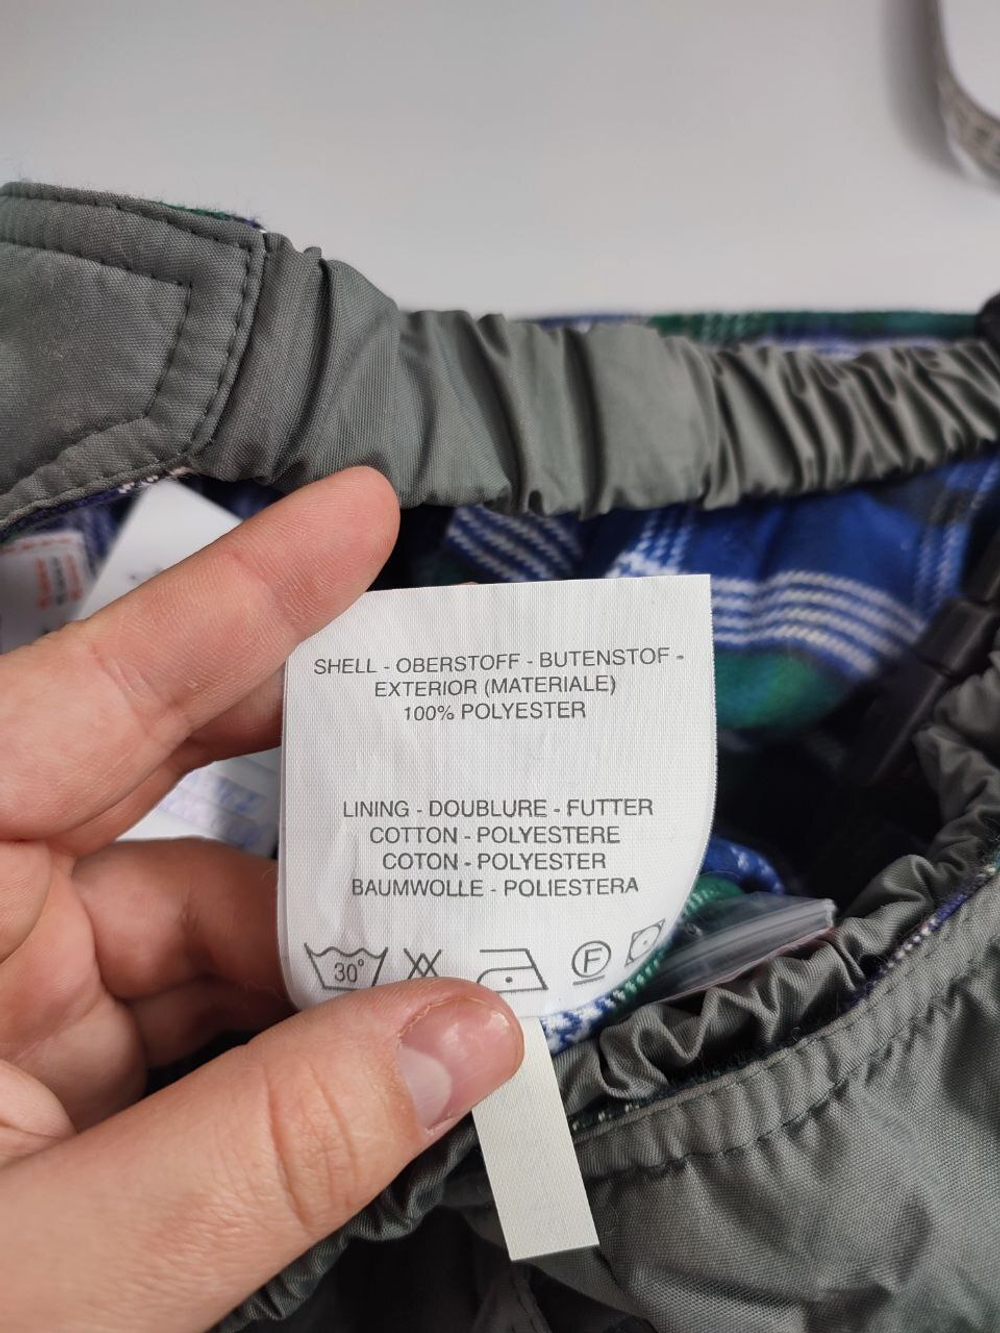 SHELL - OBERSTOFF - BUTENSTOF -
EXTERIOR (MATERIALE)
100% POLYESTER
LINING - DOUBLURE - FUTTER
COTTON - POLYESTERE
COTON - POLYESTER
BAUMWOLLE - POLIESTERA
30°
F